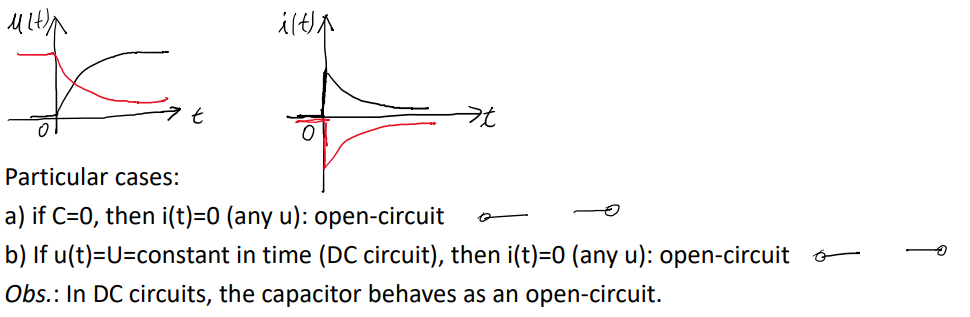 u(t) i(t)
t t
0 0
Particular cases:
a) if C=0, then i(t)=0 (any u): open-circuit
b) If u(t)=U=constant in time (DC circuit), then i(t)=0 (any u): open-circuit
Obs.: In DC circuits, the capacitor behaves as an open-circuit.